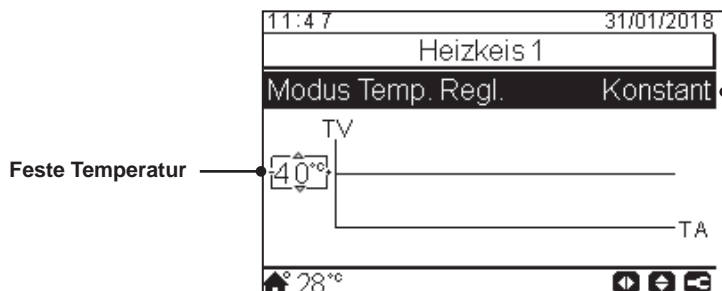 11:47 31/01/2018
Heizkeis 1
Modus Temp. Regl. Konstant
TV
Feste Temperatur 40°C
TA
28°C